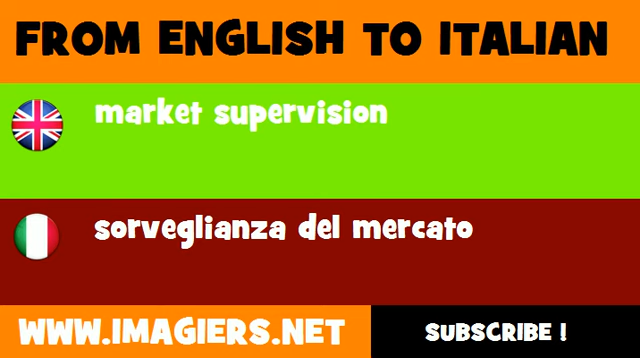 FROM ENGLISH TO ITALIAN
market supervision
sorveglianza del mercato
WWW.IMAGIERS.NET
SUBSCRIBE !